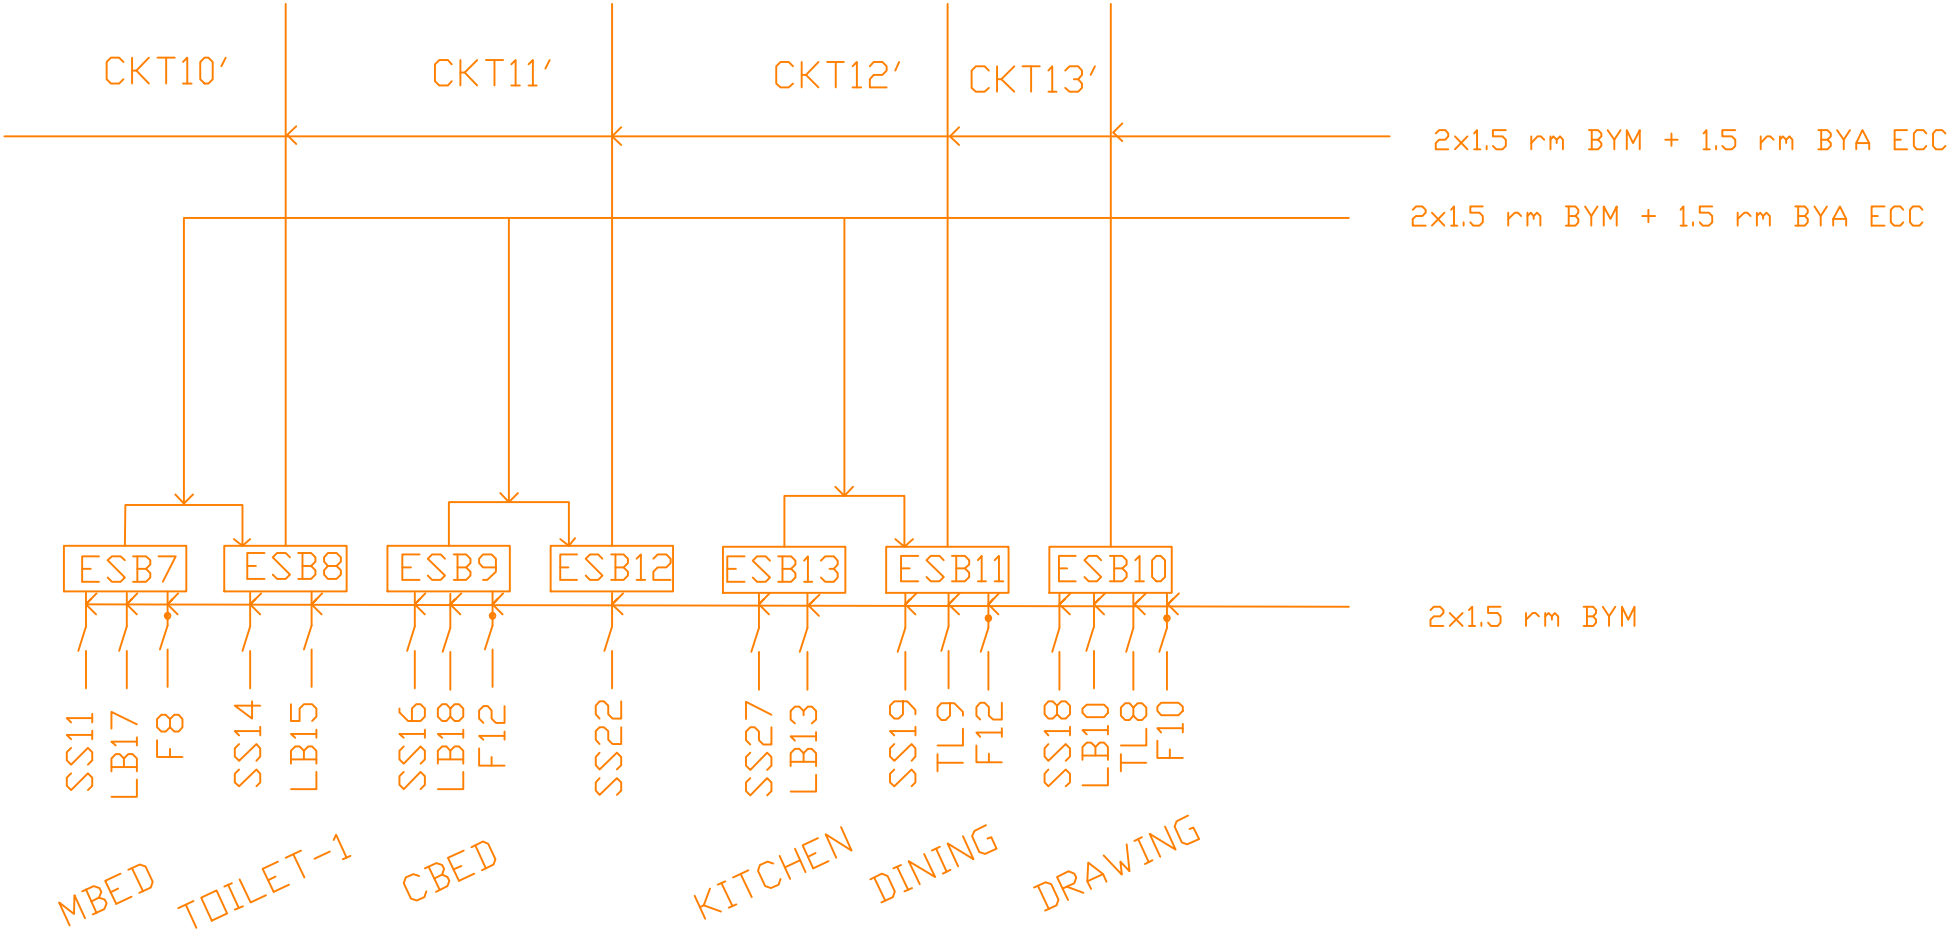 CKT10' CKT11' CKT12' CKT13'
2x1.5 rm BYM + 1.5 rm BYA ECC
2x1.5 rm BYM + 1.5 rm BYA ECC
ESB7 ESB8 ESB9 ESB12 ESB13 ESB11 ESB10
2x1.5 rm BYM
SS11
LB17
F8
SS14
LB15
SS16
LB18
F12
SS22
SS27
LB13
SS19
TL9
F12
SS18
LB10
TL8
F10
MBED
TOILET-1
CBED
KITCHEN
DINING
DRAWING